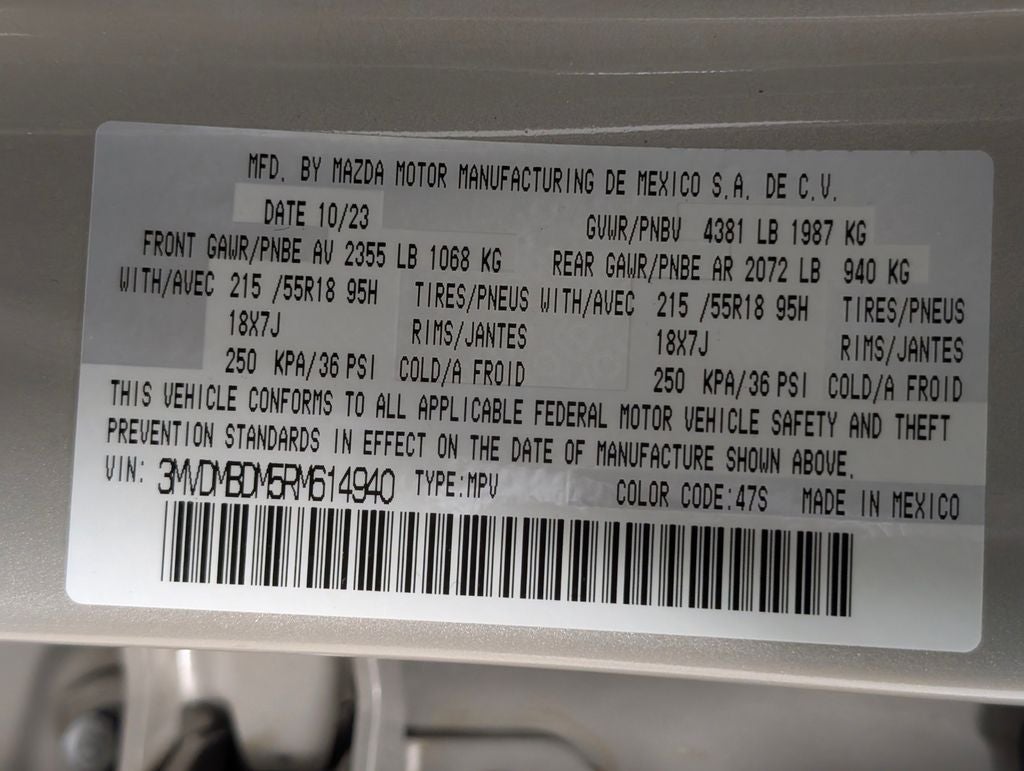 MFD. BY MAZDA MOTOR MANUFACTURING DE MEXICO S.A. DE C.V.
DATE 10/23 GVWR/PNBV 4381 LB 1987 KG
FRONT GAWR/PNBE AV 2355 LB 1068 KG REAR GAWR/PNBE AR 2072 LB 940 KG
WITH/AVEC 215 /55R18 95H TIRES/PNEUS WITH/AVEC 215 /55R18 95H TIRES/PNEUS
18X7J RIMS/JANTES 18X7J RIMS/JANTES
250 KPA/36 PSI COLD/A FROID 250 KPA/36 PSI COLD/A FROID
THIS VEHICLE CONFORMS TO ALL APPLICABLE FEDERAL MOTOR VEHICLE SAFETY AND THEFT
PREVENTION STANDARDS IN EFFECT ON THE DATE OF MANUFACTURE SHOWN ABOVE.
VIN: 3MVDMBDM5RM614940 TYPE:MPV COLOR CODE:47S MADE IN MEXICO